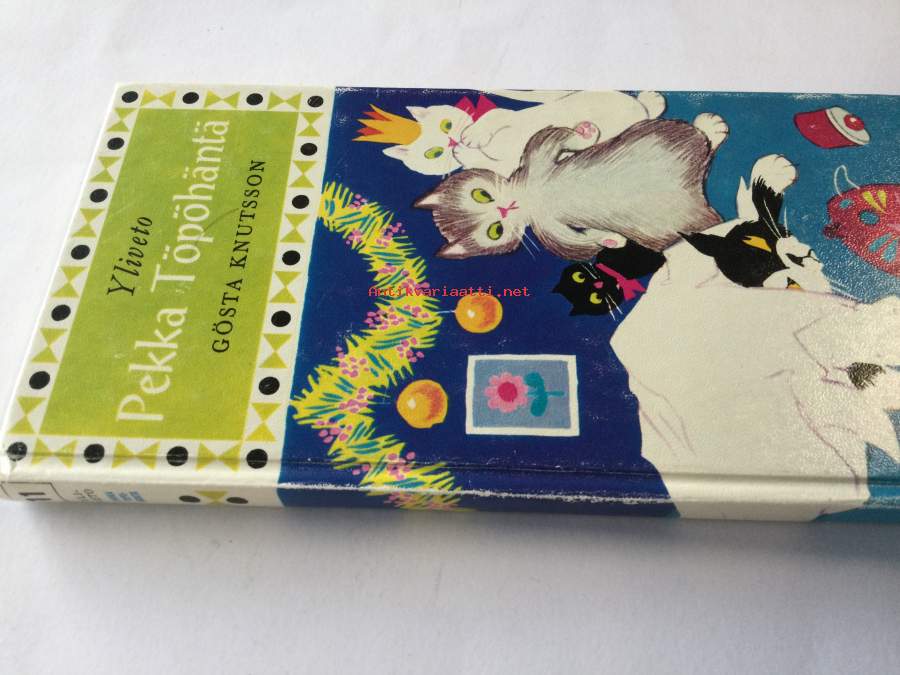 Yliveto
Pekka Töpöhäntä
GÖSTA KNUTSSON
Antikvariaatti.net